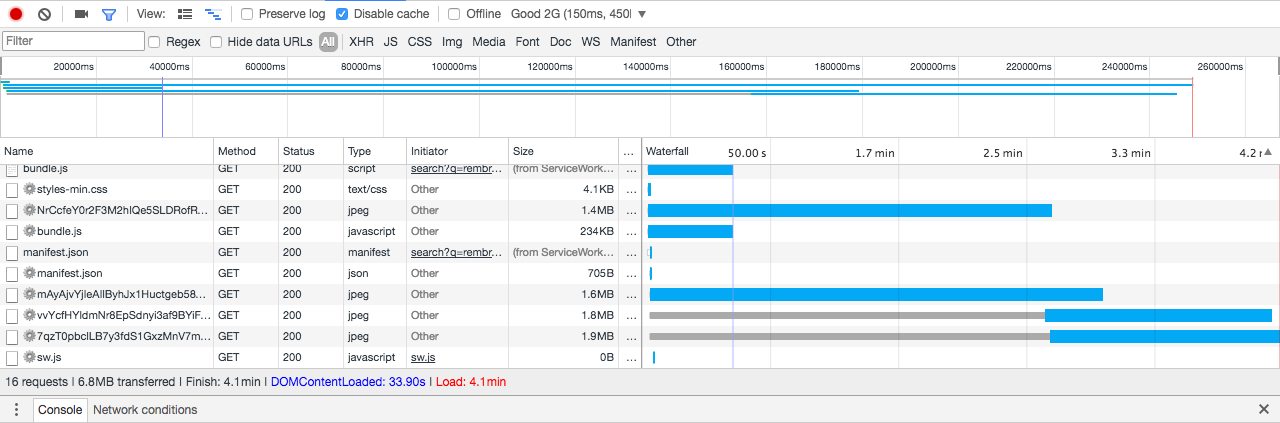 View: Preserve log Disable cache Offline Good 2G (150ms, 450l
Filter Regex Hide data URLs All XHR JS CSS Img Media Font Doc WS Manifest Other
20000ms 40000ms 60000ms 80000ms 100000ms 120000ms 140000ms 160000ms 180000ms 200000ms 220000ms 240000ms 260000ms
Name Method Status Type Initiator Size ... Waterfall 50.00 s 1.7 min 2.5 min 3.3 min 4.2
bundle.js GET 200 script search?q=rembr... (from ServiceWork... ...
styles-min.css GET 200 text/css Other 4.1KB ...
NrCcfeY0r2F3M2hlQe5SLDRofR... GET 200 jpeg Other 1.4MB ...
bundle.js GET 200 javascript Other 234KB ...
manifest.json GET 200 manifest search?q=rembr... (from ServiceWork... ...
manifest.json GET 200 json Other 705B ...
mAyAjvYjleAllByhJx1Huctgeb58... GET 200 jpeg Other 1.6MB ...
vvYcfHYldmNr8EpSdnyi3af9BYiF... GET 200 jpeg Other 1.8MB ...
7qzT0pbclLB7y3fdS1GxzMnV7m... GET 200 jpeg Other 1.9MB ...
sw.js GET 200 javascript sw.js 0B ...
16 requests | 6.8MB transferred | Finish: 4.1min | DOMContentLoaded: 33.90s | Load: 4.1min
Console Network conditions